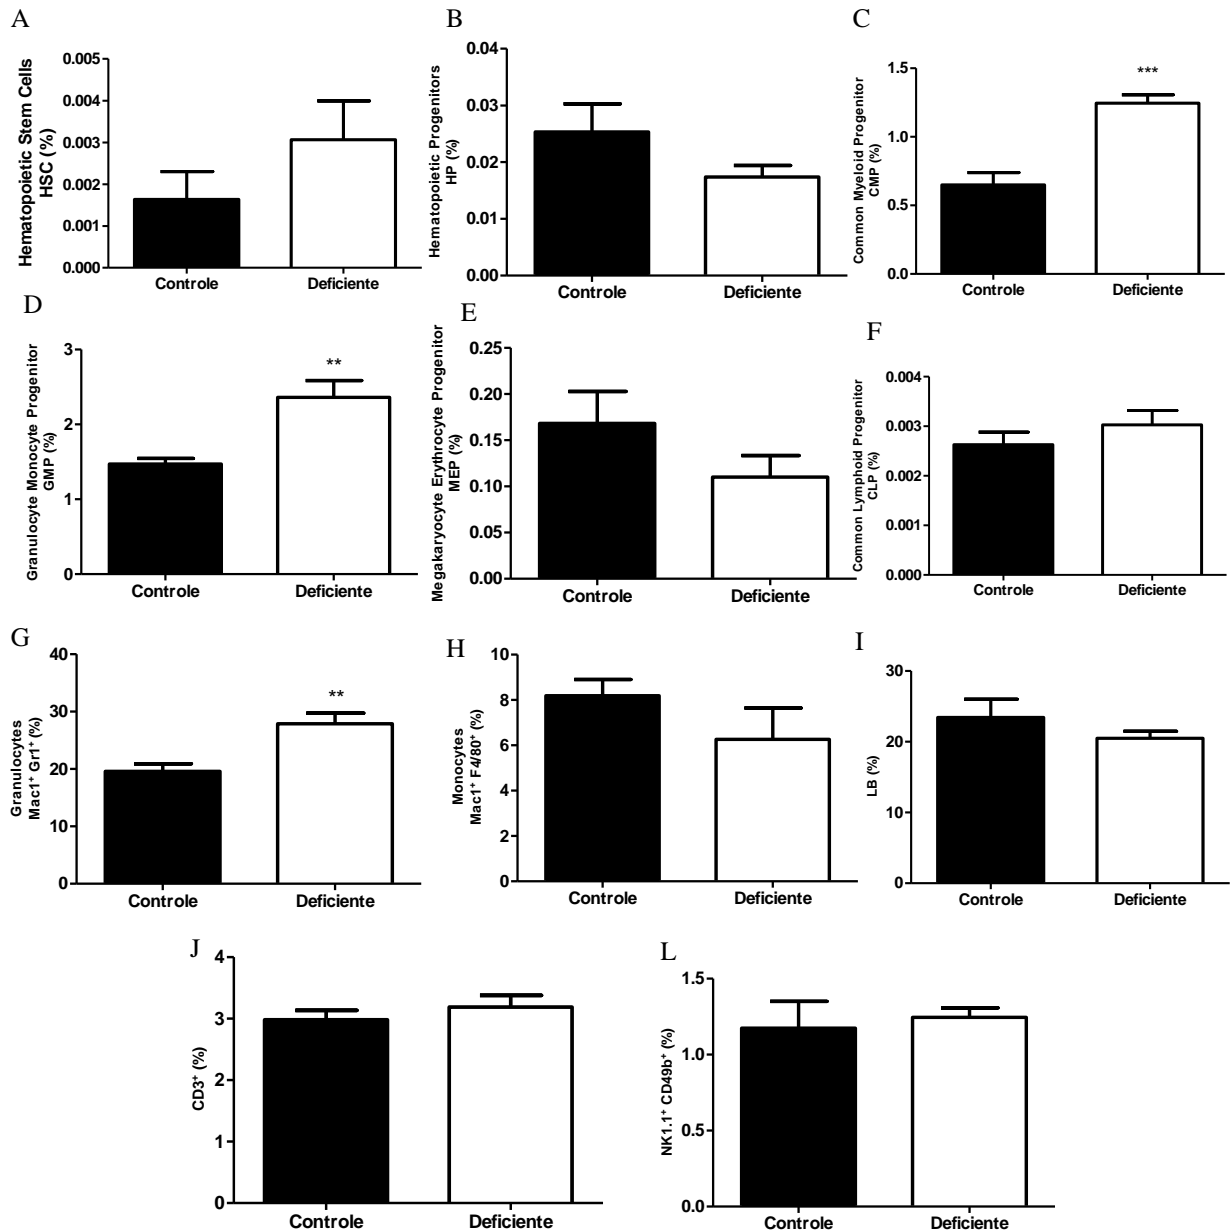 A
Hematopoietic Stem Cells
HSC (%)
0.005
0.004
0.003
0.002
0.001
0.000
Controle
Deficiente
B
Hematopoietic Progenitors
HP (%)
0.04
0.03
0.02
0.01
0.00
Controle
Deficiente
C
Common Myeloid Progenitor
CMP (%)
1.5
1.0
0.5
0.0
***
Controle
Deficiente
D
Granulocyte Monocyte Progenitor
GMP (%)
3
2
1
0
**
Controle
Deficiente
E
Megakaryocyte Erythrocyte Progenitor
MEP (%)
0.25
0.20
0.15
0.10
0.05
0.00
Controle
Deficiente
F
Common Lymphoid Progenitor
CLP (%)
0.004
0.003
0.002
0.001
0.000
Controle
Deficiente
G
Granulocytes
Mac1⁺ Gr1⁺ (%)
40
30
20
10
0
**
Controle
Deficiente
H
Monocytes
Mac1⁺ F4/80⁺ (%)
10
8
6
4
2
0
Controle
Deficiente
I
LB (%)
30
20
10
0
Controle
Deficiente
J
CD3⁺ (%)
4
3
2
1
0
Controle
Deficiente
L
NK1.1⁺ CD49b⁺ (%)
1.5
1.0
0.5
0.0
Controle
Deficiente